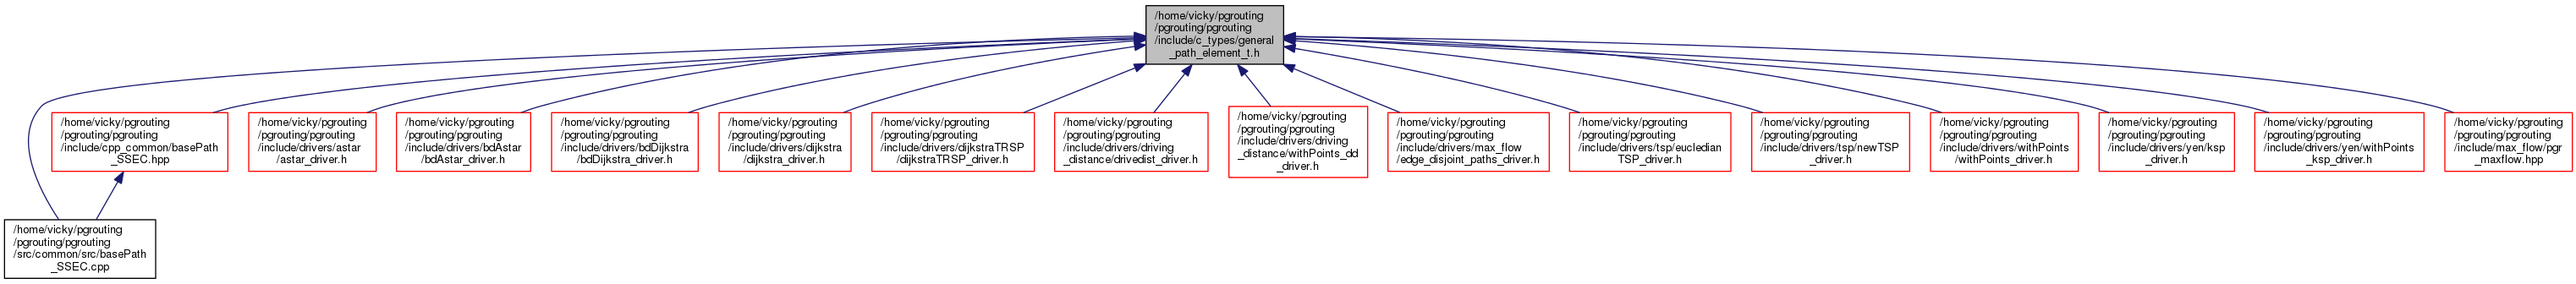 /home/vicky/pgrouting
/pgrouting/pgrouting
/include/c_types/general
_path_element_t.h
/home/vicky/pgrouting
/pgrouting/pgrouting
/include/cpp_common/basePath
_SSEC.hpp
/home/vicky/pgrouting
/pgrouting/pgrouting
/include/drivers/astar
/astar_driver.h
/home/vicky/pgrouting
/pgrouting/pgrouting
/include/drivers/bdAstar
/bdAstar_driver.h
/home/vicky/pgrouting
/pgrouting/pgrouting
/include/drivers/bdDijkstra
/bdDijkstra_driver.h
/home/vicky/pgrouting
/pgrouting/pgrouting
/include/drivers/dijkstra
/dijkstra_driver.h
/home/vicky/pgrouting
/pgrouting/pgrouting
/include/drivers/dijkstraTRSP
/dijkstraTRSP_driver.h
/home/vicky/pgrouting
/pgrouting/pgrouting
/include/drivers/driving
_distance/drivedist_driver.h
/home/vicky/pgrouting
/pgrouting/pgrouting
/include/drivers/driving
_distance/withPoints_dd
_driver.h
/home/vicky/pgrouting
/pgrouting/pgrouting
/include/drivers/max_flow
/edge_disjoint_paths_driver.h
/home/vicky/pgrouting
/pgrouting/pgrouting
/include/drivers/tsp/eucledian
TSP_driver.h
/home/vicky/pgrouting
/pgrouting/pgrouting
/include/drivers/tsp/newTSP
_driver.h
/home/vicky/pgrouting
/pgrouting/pgrouting
/include/drivers/withPoints
/withPoints_driver.h
/home/vicky/pgrouting
/pgrouting/pgrouting
/include/drivers/yen/ksp
_driver.h
/home/vicky/pgrouting
/pgrouting/pgrouting
/include/drivers/yen/withPoints
_ksp_driver.h
/home/vicky/pgrouting
/pgrouting/pgrouting
/include/max_flow/pgr
_maxflow.hpp
/home/vicky/pgrouting
/pgrouting/pgrouting
/src/common/src/basePath
_SSEC.cpp